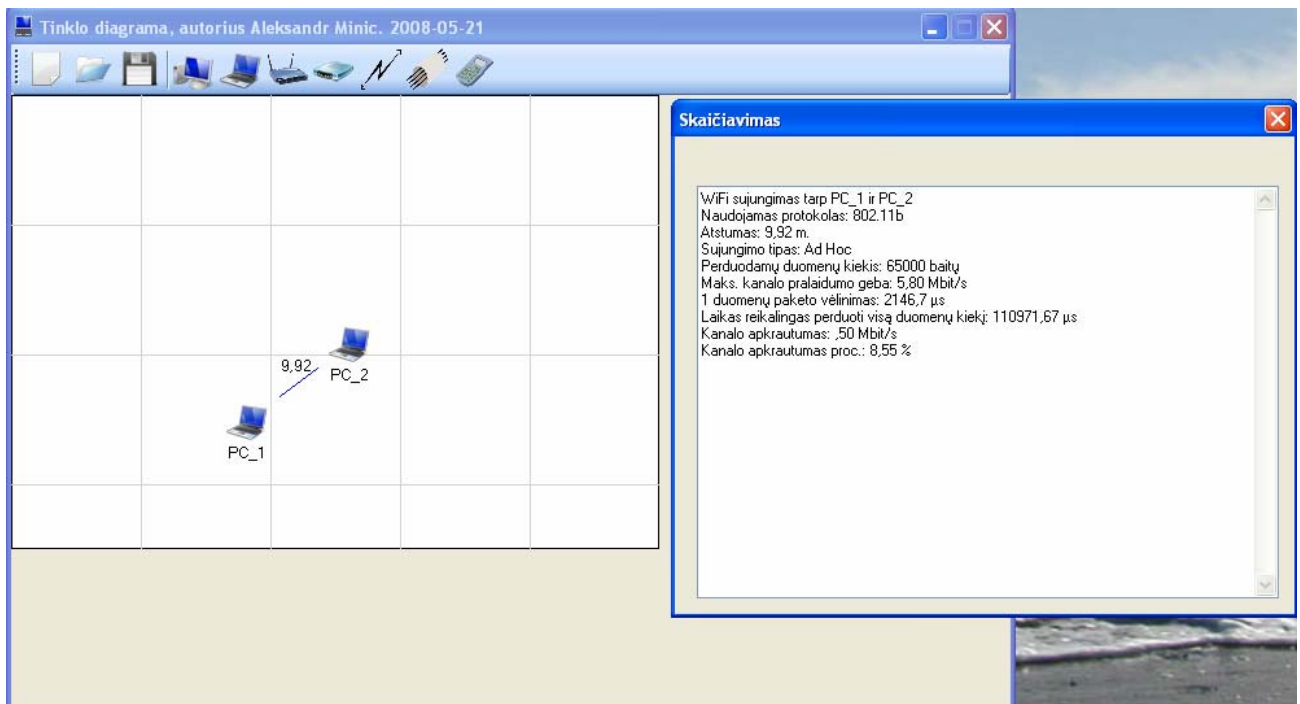 Tinklo diagrama, autorius Aleksandr Minic. 2008-05-21
9,92
PC_2
PC_1
Skaičiavimas
WiFi sujungimas tarp PC_1 ir PC_2
Naudojamas protokolas: 802.11b
Atstumas: 9,92 m.
Sujungimo tipas: Ad Hoc
Perduodamų duomenų kiekis: 65000 baitų
Maks. kanalo pralaidumo geba: 5,80 Mbit/s
1 duomenų paketo vėlinimas: 2146,7 µs
Laikas reikalingas perduoti visą duomenų kiekį: 110971,67 µs
Kanalo apkrautumas: ,50 Mbit/s
Kanalo apkrautumas proc.: 8,55 %